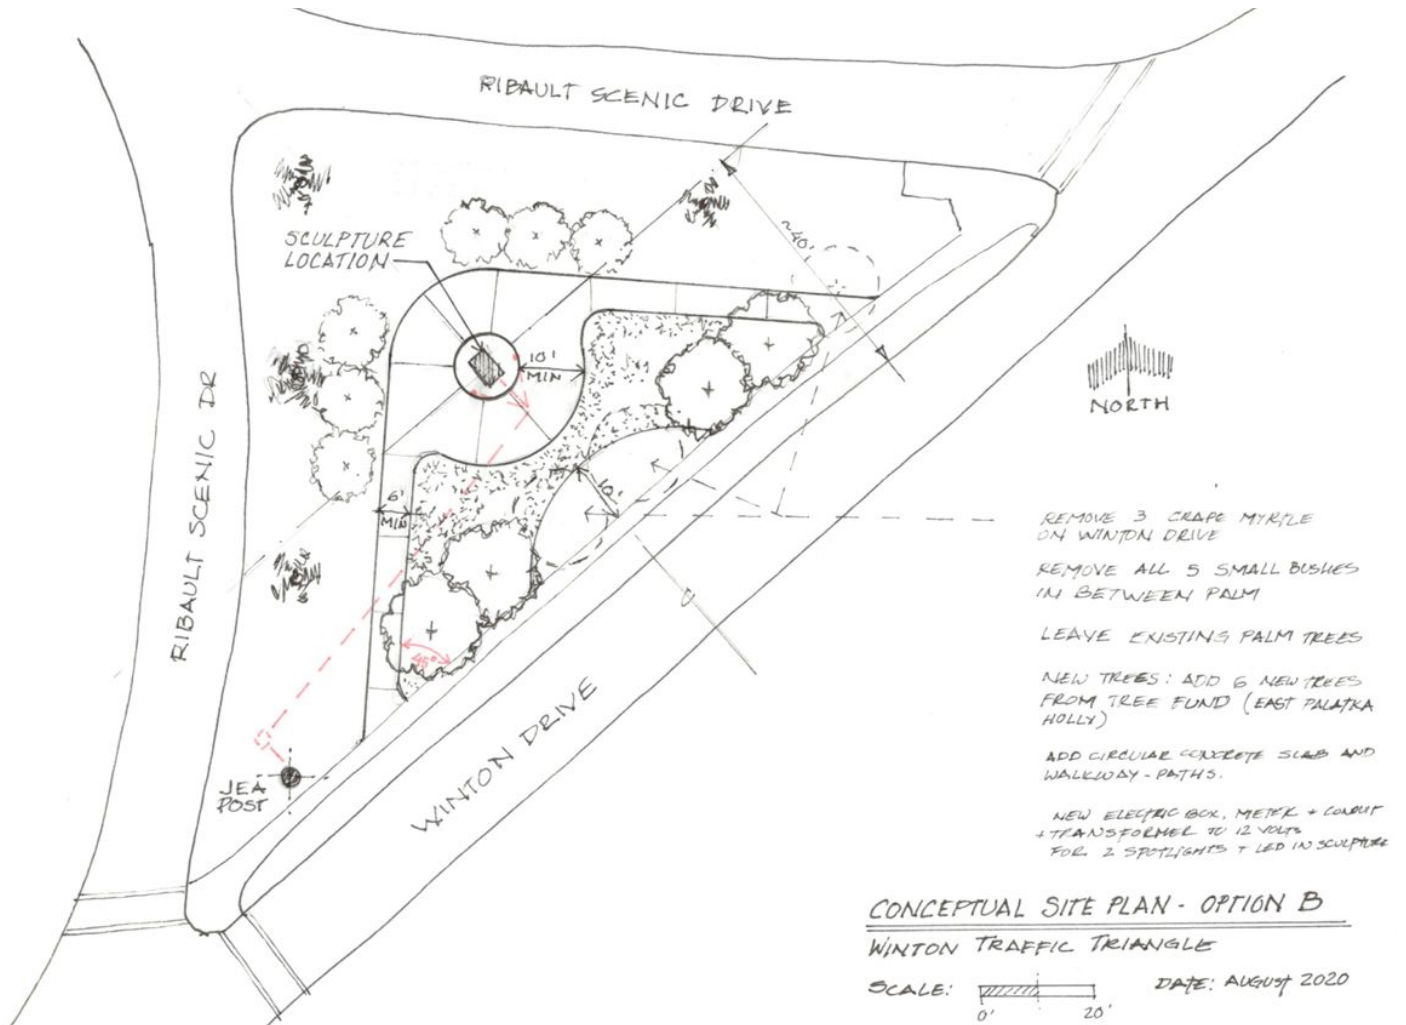 RIBAULT SCENIC DRIVE
SCULPTURE
LOCATION
~40'
10'
MIN
NORTH
RIBAULT SCENIC DR
6'
MIN
10'
45°
JEA
POST
WINTON DRIVE
REMOVE 3 CRAPE MYRTLE
ON WINTON DRIVE
REMOVE ALL 5 SMALL BUSHES
IN BETWEEN PALM
LEAVE EXISTING PALM TREES
NEW TREES: ADD 6 NEW TREES
FROM TREE FUND (EAST PALATKA
HOLLY)
ADD CIRCULAR CONCRETE SLAB AND
WALKWAY-PATHS.
NEW ELECTRIC BOX, METER + CONDUIT
+ TRANSFORMER TO 12 VOLTS
FOR 2 SPOTLIGHTS + LED IN SCULPTURE
CONCEPTUAL SITE PLAN - OPTION B
WINTON TRAFFIC TRIANGLE
SCALE:
0' 20'
DATE: AUGUST 2020